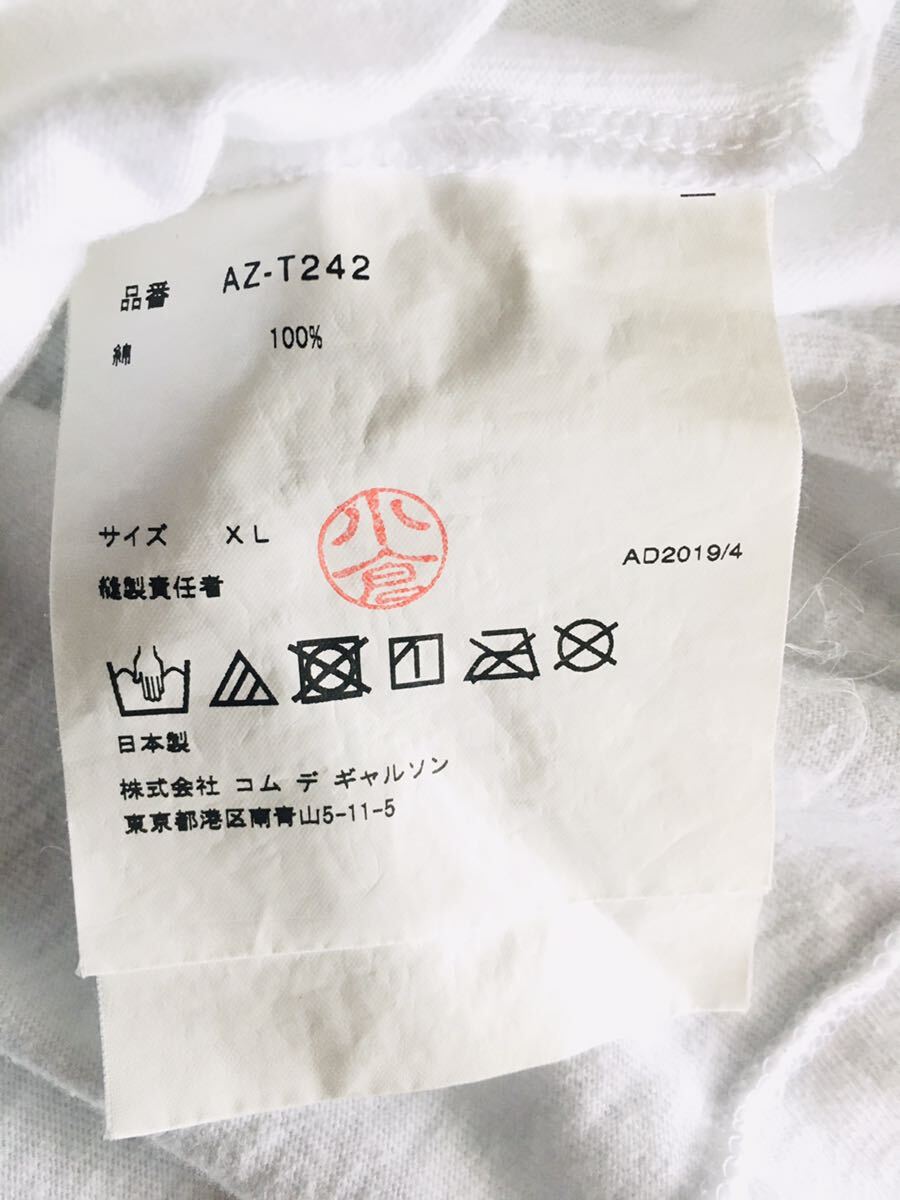 品番 AZ-T242
綿 100%
サイズ XL
小倉
AD2019/4
縫製責任者
日本製
株式会社 コム デ ギャルソン
東京都港区南青山5-11-5